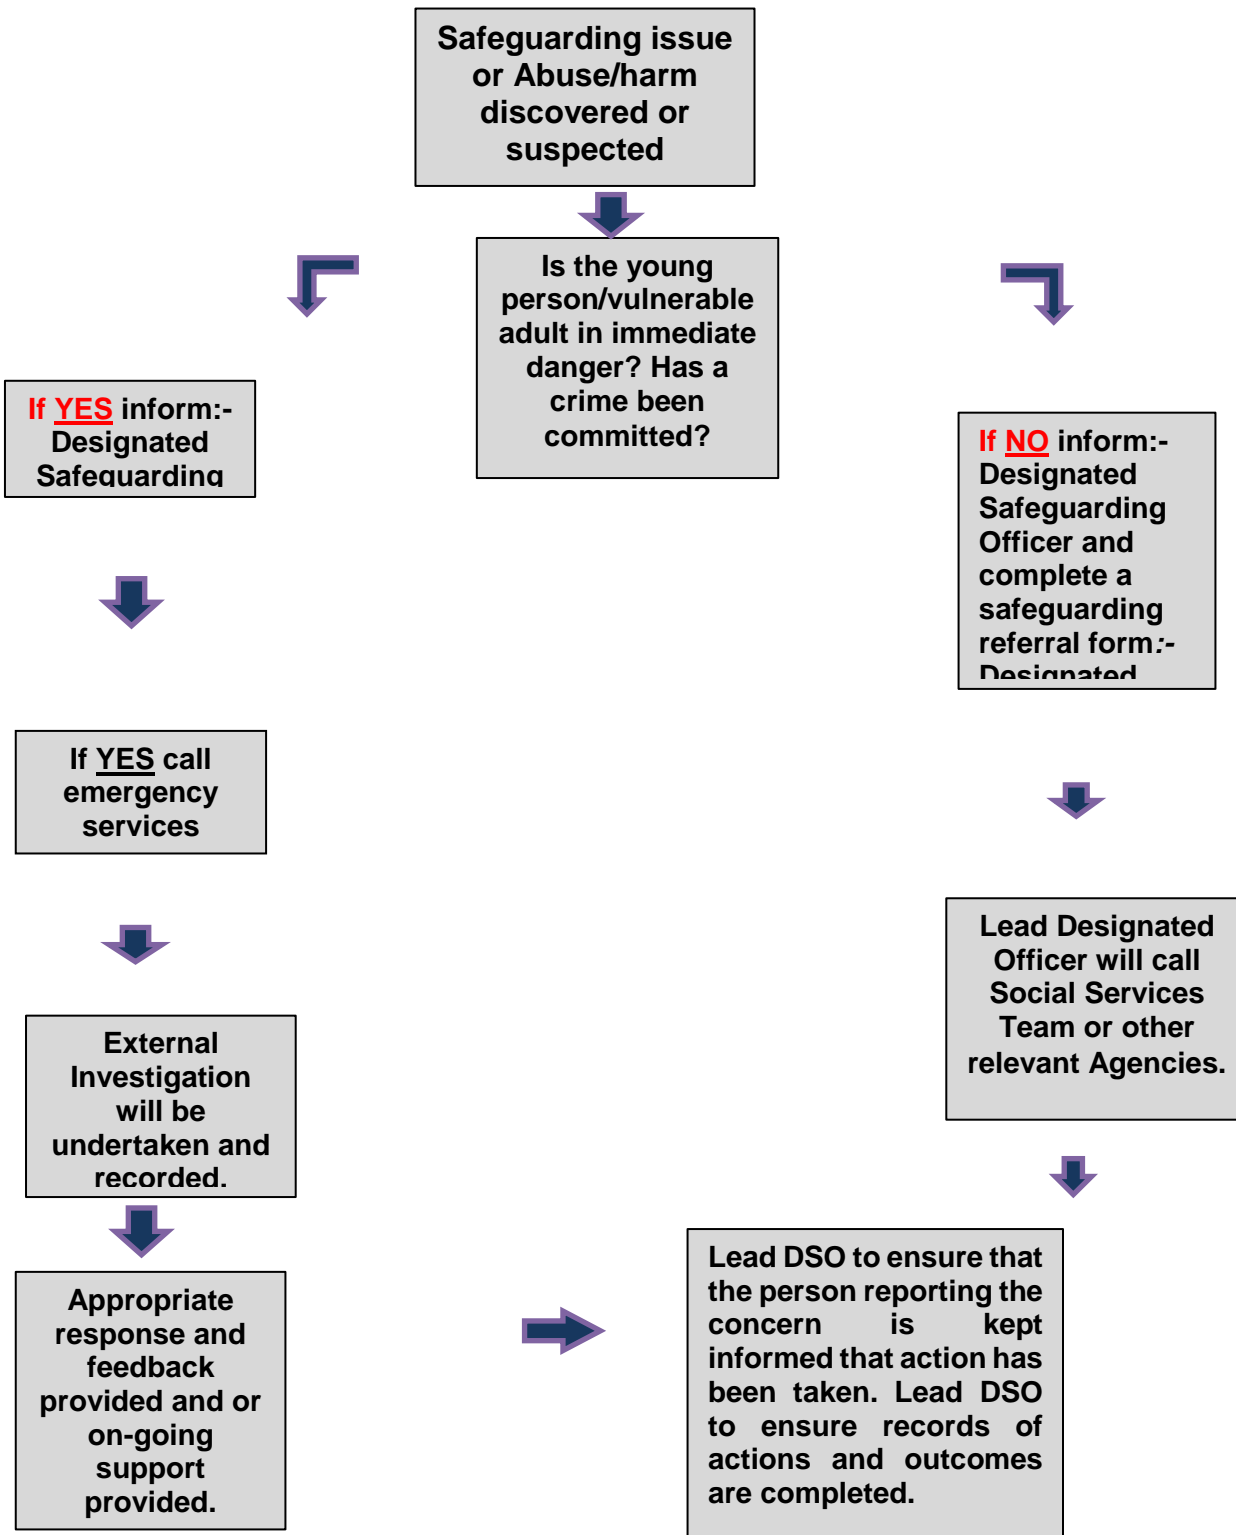 Safeguarding issue
or Abuse/harm
discovered or
suspected
Is the young
person/vulnerable
adult in immediate
danger? Has a
crime been
committed?
If YES inform:-
Designated
Safeguarding
If NO inform:-
Designated
Safeguarding
Officer and
complete a
safeguarding
referral form:-
Designated
If YES call
emergency
services
Lead Designated
Officer will call
Social Services
Team or other
relevant Agencies.
External
Investigation
will be
undertaken and
recorded.
Appropriate
response and
feedback
provided and or
on-going
support
provided.
Lead DSO to ensure that
the person reporting the
concern is kept
informed that action has
been taken. Lead DSO
to ensure records of
actions and outcomes
are completed.